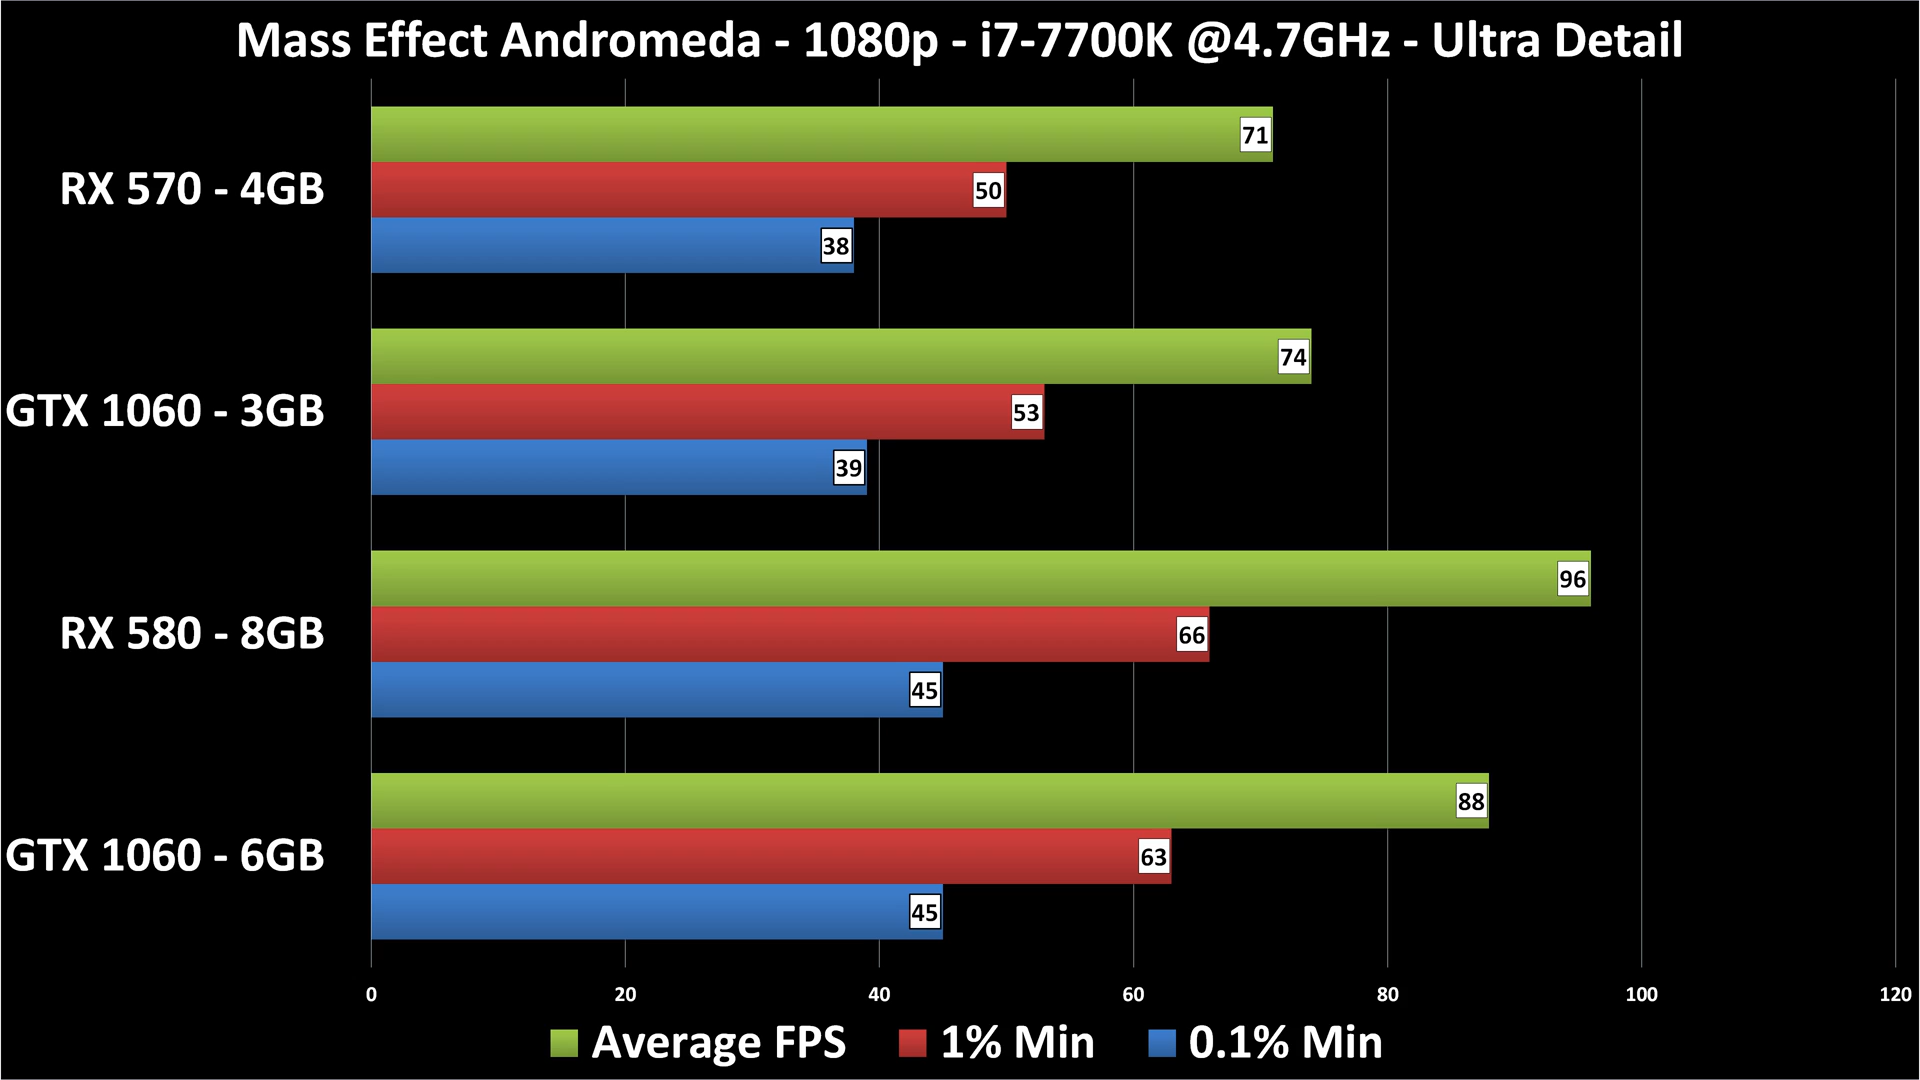 Mass Effect Andromeda - 1080p - i7-7700K @4.7GHz - Ultra Detail
RX 570 - 4GB
71
50
38
GTX 1060 - 3GB
74
53
39
RX 580 - 8GB
96
66
45
GTX 1060 - 6GB
88
63
45
0 20 40 60 80 100 120
Average FPS 1% Min 0.1% Min